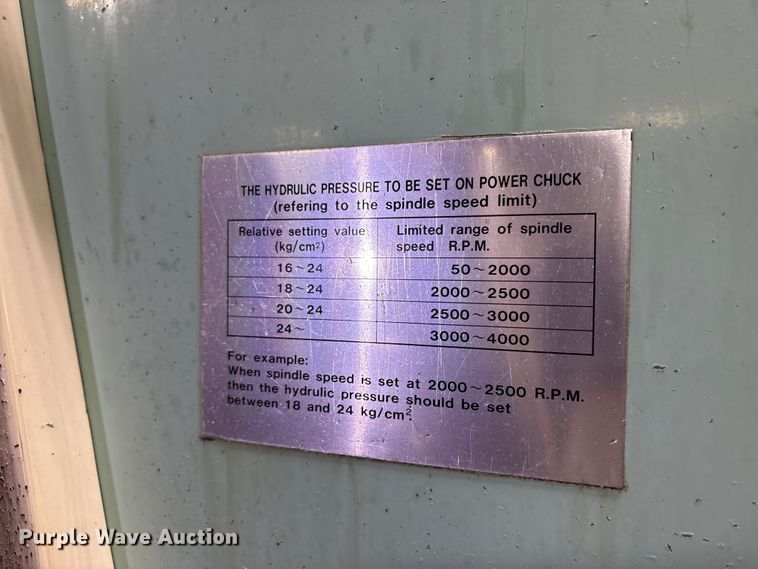 THE HYDRULIC PRESSURE TO BE SET ON POWER CHUCK
(refering to the spindle speed limit)
Relative setting value (kg/cm²) Limited range of spindle speed R.P.M.
16~24 50~2000
18~24 2000~2500
20~24 2500~3000
24~ 3000~4000
For example:
When spindle speed is set at 2000~2500 R.P.M.
then the hydrulic pressure should be set
between 18 and 24 kg/cm².
Purple Wave Auction